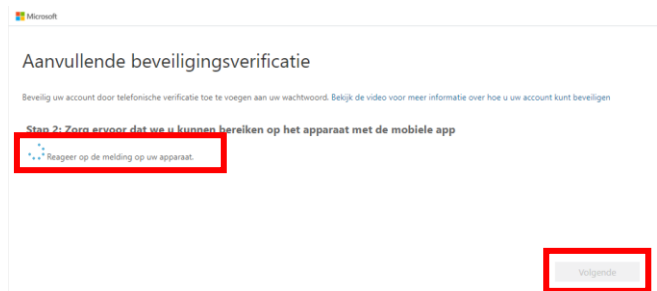 Microsoft
Aanvullende beveiligingsverificatie
Beveilig uw account door telefonische verificatie toe te voegen aan uw wachtwoord. Bekijk de video voor meer informatie over hoe u uw account kunt beveiligen
Stap 2: Zorg ervoor dat we u kunnen bereiken op het apparaat met de mobiele app
Reageer op de melding op uw apparaat.
Volgende